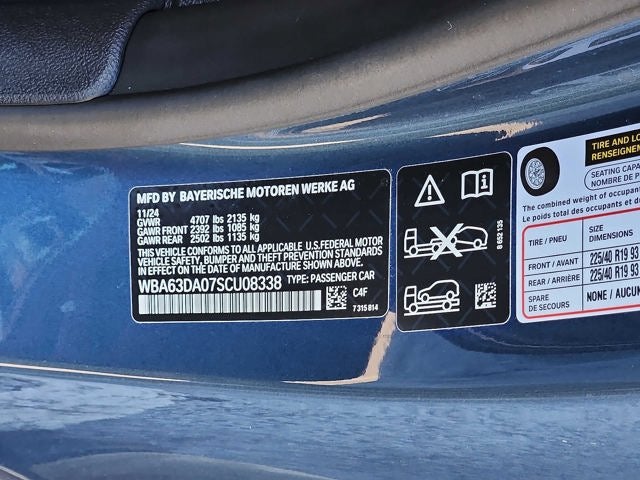 MFD BY BAYERISCHE MOTOREN WERKE AG
11/24
GVWR 4707 lbs 2135 kg
GAWR FRONT 2392 lbs 1085 kg
GAWR REAR 2502 lbs 1135 kg
THIS VEHICLE CONFORMS TO ALL APPLICABLE U.S. FEDERAL MOTOR
VEHICLE SAFETY, BUMPER, AND THEFT PREVENTION STANDARDS
IN EFFECT ON THE DATE OF MANUFACTURE SHOWN ABOVE.
WBA63DA07SCU08338 TYPE: PASSENGER CAR
C4F
7315814
8 652 135
TIRE AND LO
RENSEIGNEM
SEATING CAPA
NOMBRE DE P
The combined weight of occupants
Le poids total des occupants et d
TIRE / PNEU
SIZE
DIMENSIONS
FRONT / AVANT 225/40 R19 93
REAR / ARRIÈRE 225/40 R19 93
SPARE
DE SECOURS
NONE / AUCUN